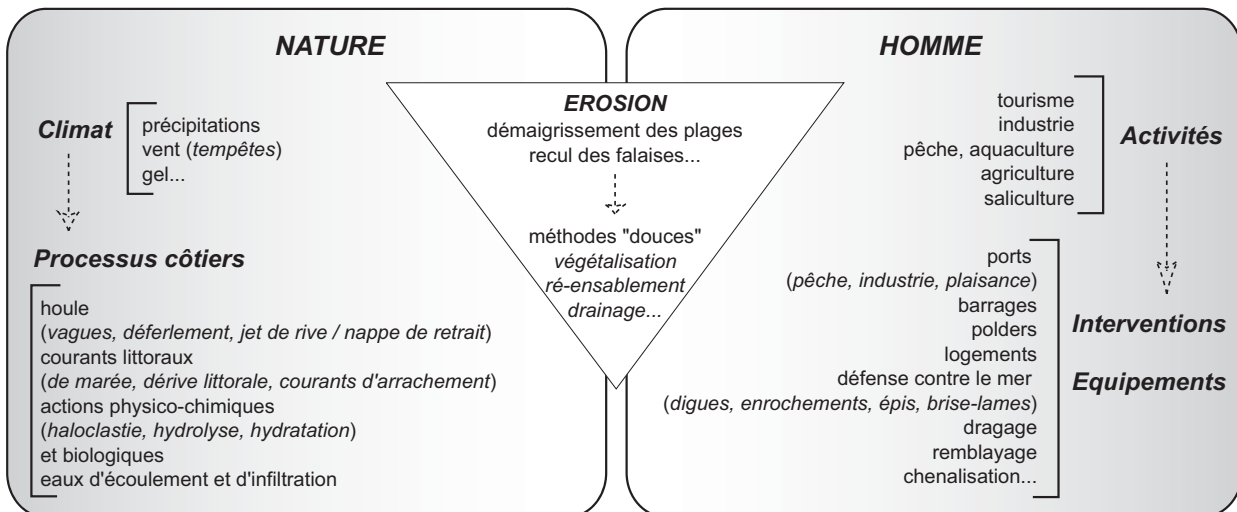 NATURE
Climat
précipitations
vent (tempêtes)
gel...
Processus côtiers
houle
(vagues, déferlement, jet de rive / nappe de retrait)
courants littoraux
(de marée, dérive littorale, courants d'arrachement)
actions physico-chimiques
(haloclastie, hydrolyse, hydratation)
et biologiques
eaux d'écoulement et d'infiltration
EROSION
démaigrissement des plages
recul des falaises...
méthodes "douces"
végétalisation
ré-ensablement
drainage...
HOMME
tourisme
industrie
pêche, aquaculture
agriculture
saliculture
Activités
ports
(pêche, industrie, plaisance)
barrages
polders
logements
défense contre le mer
(digues, enrochements, épis, brise-lames)
dragage
remblayage
chenalisation...
Interventions
Equipements